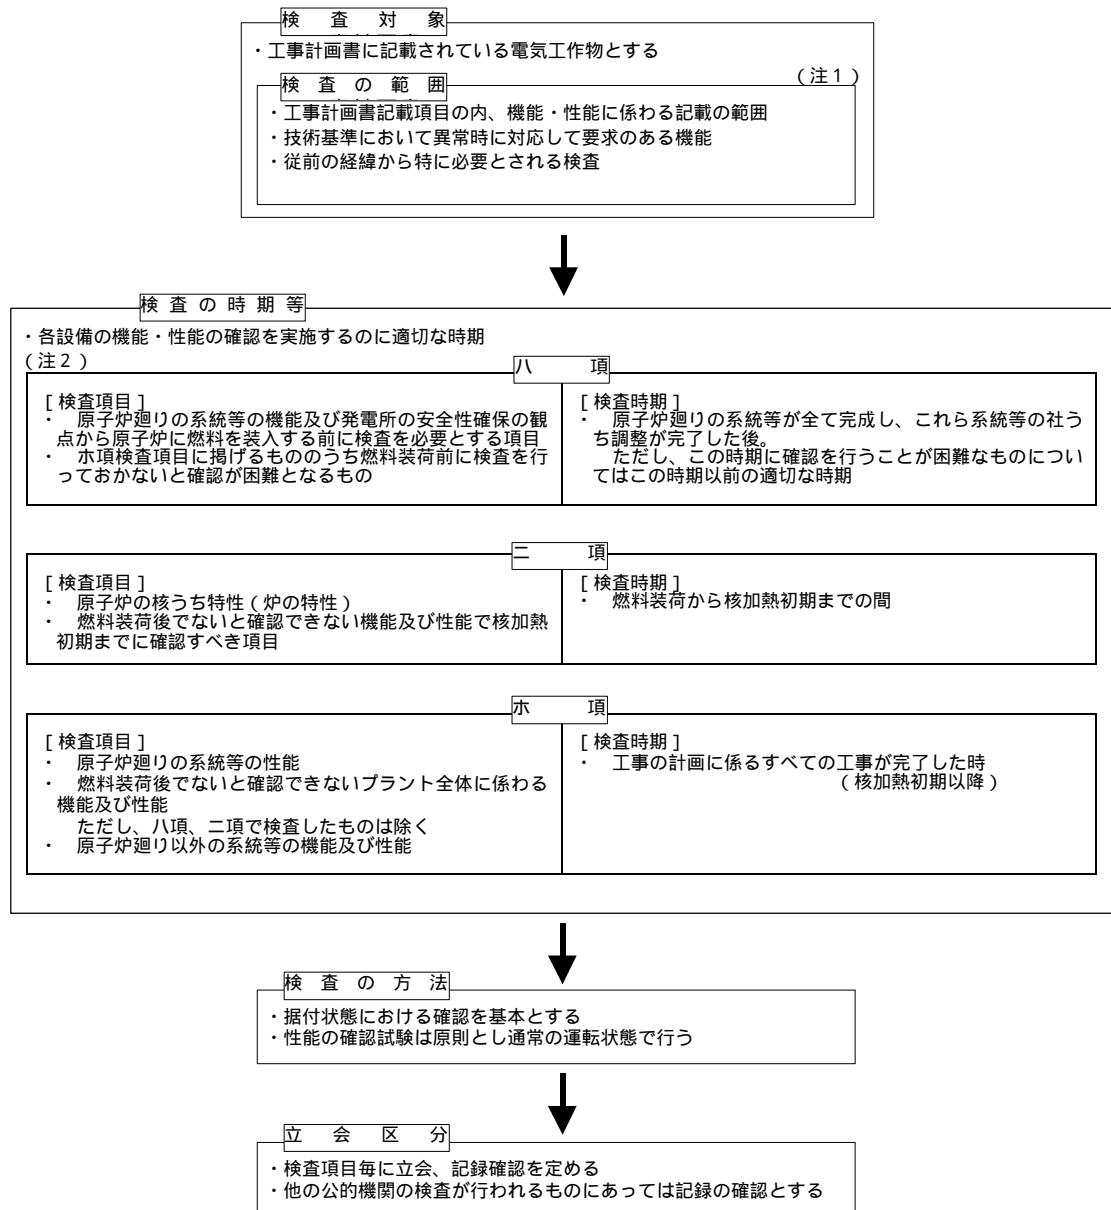 検　査　対　象
・工事計画書に記載されている電気工作物とする
（注１）
検　査　の　範　囲
・工事計画書記載項目の内、機能・性能に係わる記載の範囲
・技術基準において異常時に対応して要求のある機能
・従前の経緯から特に必要とされる検査
検　査　の　時　期　等
・各設備の機能・性能の確認を実施するのに適切な時期
（注２）
ハ　　項
［検査項目］
・　原子炉廻りの系統等の機能及び発電所の安全性確保の観
点から原子炉に燃料を装入する前に検査を必要とする項目
・　ホ項検査項目に掲げるもののうち燃料装荷前に検査を行
っておかないと確認が困難となるもの
［検査時期］
・　原子炉廻りの系統等が全て完成し、これら系統等の社う
ち調整が完了した後。
ただし、この時期に確認を行うことが困難なものについ
てはこの時期以前の適切な時期
ニ　　項
［検査項目］
・　原子炉の核うち特性（炉の特性）
・　燃料装荷後でないと確認できない機能及び性能で核加熱
初期までに確認すべき項目
［検査時期］
・　燃料装荷から核加熱初期までの間
ホ　　項
［検査項目］
・　原子炉廻りの系統等の性能
・　燃料装荷後でないと確認できないプラント全体に係わる
機能及び性能
ただし、ハ項、ニ項で検査したものは除く
・　原子炉廻り以外の系統等の機能及び性能
［検査時期］
・　工事の計画に係るすべての工事が完了した時
（核加熱初期以降）
検　査　の　方　法
・据付状態における確認を基本とする
・性能の確認試験は原則とし通常の運転状態で行う
立　会　区　分
・検査項目毎に立会、記録確認を定める
・他の公的機関の検査が行われるものにあっては記録の確認とする